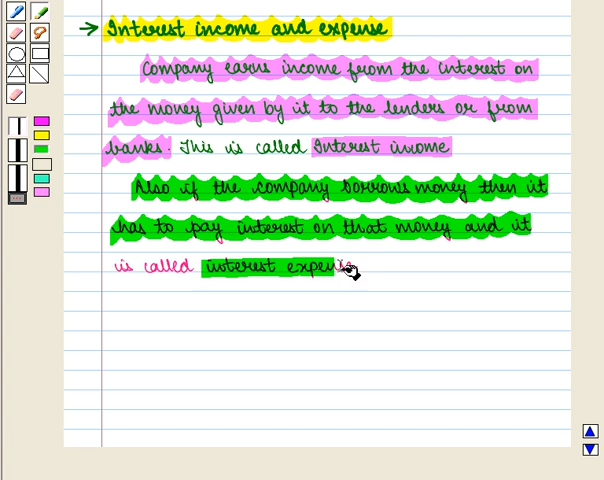 → Interest income and expense
Company earns income from the interest on
the money given by it to the lenders or from
banks. This is called Interest income
Also if the company borrows money then it
has to pay interest on that money and it
is called interest expense